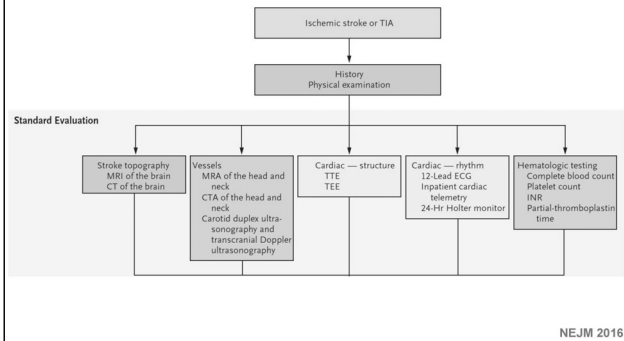 Ischemic stroke or TIA
History
Physical examination
Standard Evaluation
Stroke topography
MRI of the brain
CT of the brain
Vessels
MRA of the head and
neck
CTA of the head and
neck
Carotid duplex ultra-
sonography and
transcranial Doppler
ultrasonography
Cardiac — structure
TTE
TEE
Cardiac — rhythm
12-Lead ECG
Inpatient cardiac
telemetry
24-Hr Holter monitor
Hematologic testing
Complete blood count
Platelet count
INR
Partial-thromboplastin
time
NEJM 2016